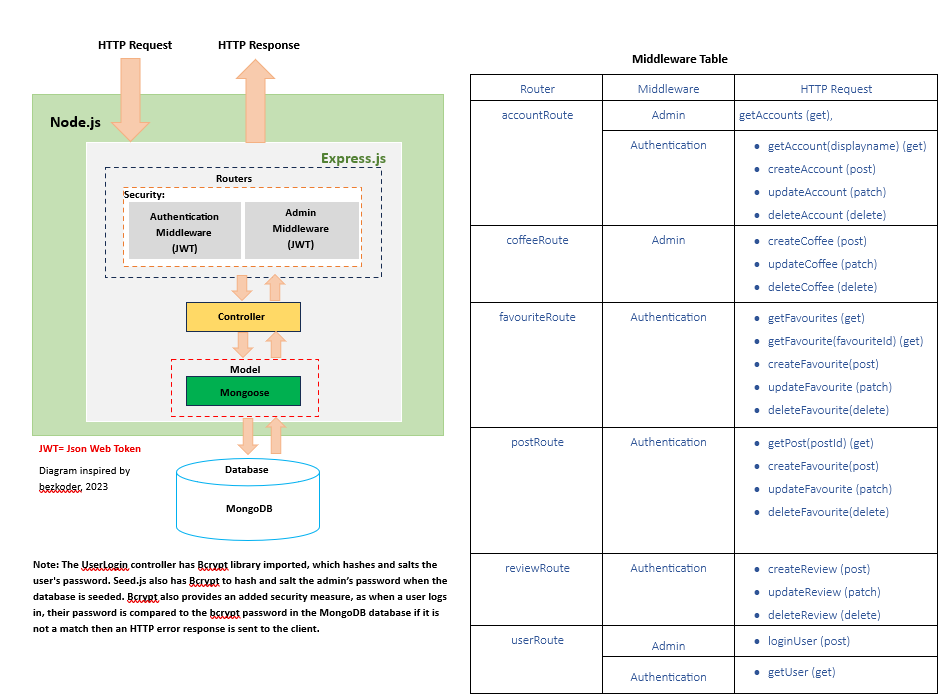 HTTP Request
HTTP Response
Node.js
Express.js
Routers
Security:
Authentication
Middleware
(JWT)
Admin
Middleware
(JWT)
Controller
Model
Mongoose
JWT= Json Web Token
Diagram inspired by
bezkoder, 2023
Database
MongoDB
Note: The UserLogin controller has Bcrypt library imported, which hashes and salts the
user's password. Seed.js also has Bcrypt to hash and salt the admin's password when the
database is seeded. Bcrypt also provides an added security measure, as when a user logs
in, their password is compared to the bcrypt password in the MongoDB database if it is
not a match then an HTTP error response is sent to the client.
Middleware Table
Router Middleware HTTP Request
accountRoute Admin getAccounts (get),
Authentication
• getAccount(displayname) (get)
• createAccount (post)
• updateAccount (patch)
• deleteAccount (delete)
coffeeRoute Admin
• createCoffee (post)
• updateCoffee (patch)
• deleteCoffee (delete)
favouriteRoute Authentication
• getFavourites (get)
• getFavourite(favouriteId) (get)
• createFavourite(post)
• updateFavourite (patch)
• deleteFavourite(delete)
postRoute Authentication
• getPost(postId) (get)
• createFavourite(post)
• updateFavourite (patch)
• deleteFavourite(delete)
reviewRoute Authentication
• createReview (post)
• updateReview (patch)
• deleteReview (delete)
userRoute Admin
• loginUser (post)
Authentication
• getUser (get)